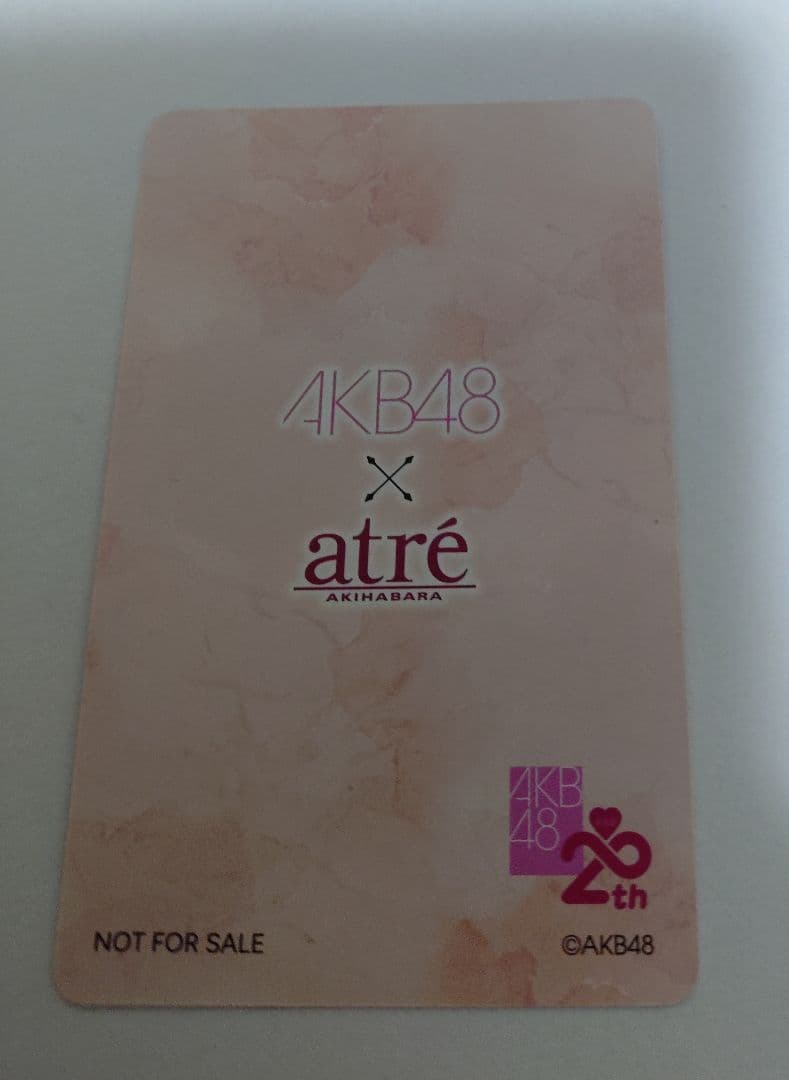 AKB48
atré
AKIHABARA
AKB
48
20th
NOT FOR SALE
©AKB48